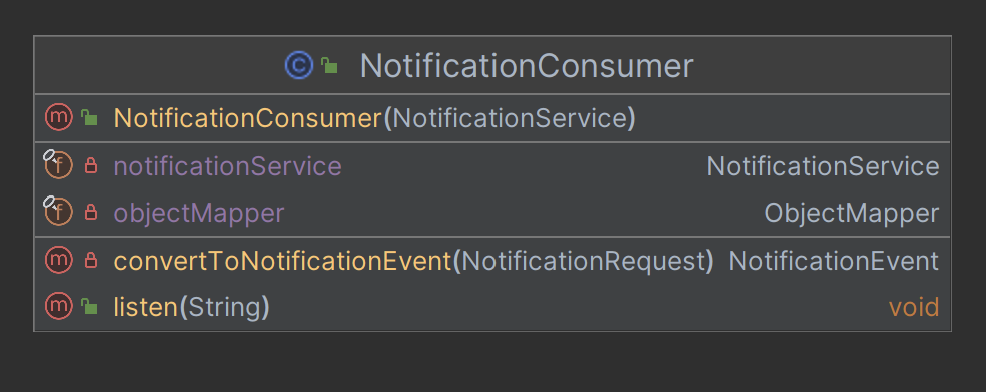 C NotificationConsumer
m NotificationConsumer(NotificationService)
f notificationService NotificationService
f objectMapper ObjectMapper
m convertToNotificationEvent(NotificationRequest) NotificationEvent
m listen(String) void